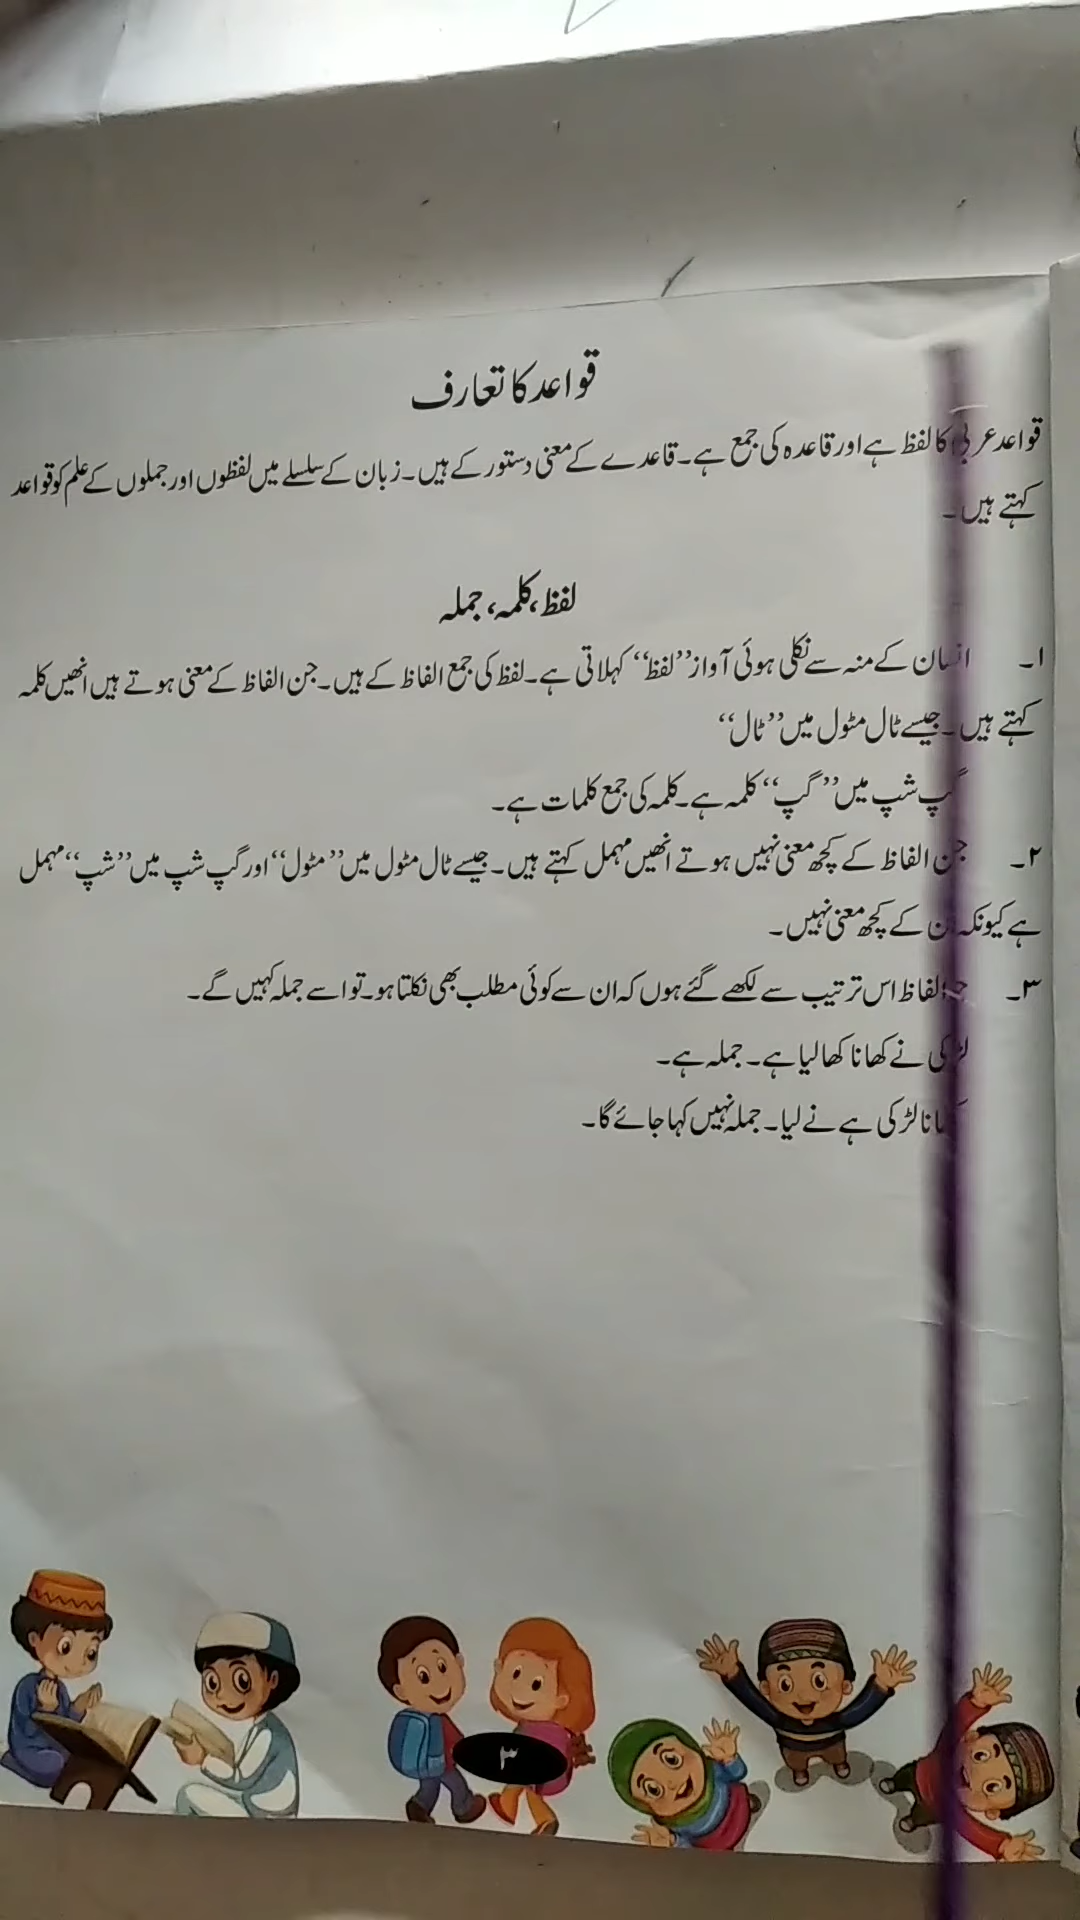 قواعد کا تعارف
قواعد عربی کا لفظ ہے اور قاعدہ کی جمع ہے۔ قاعدے کے معنی دستور کے ہیں۔ زبان کے سلسلے میں لفظوں اور جملوں کے علم کو قواعد
کہتے ہیں۔
لفظ، کلمہ، جملہ
۱۔ انسان کے منہ سے نکلی ہوئی آواز ”لفظ“ کہلاتی ہے۔ لفظ کی جمع الفاظ کے ہیں۔ جن الفاظ کے معنی ہوتے ہیں انھیں کلمہ
کہتے ہیں۔ جیسے ٹال مٹول میں ”ٹال“
گپ شپ میں ”گپ“ کلمہ ہے۔ کلمہ کی جمع کلمات ہے۔
۲۔ جن الفاظ کے کچھ معنی نہیں ہوتے انھیں مہمل کہتے ہیں۔ جیسے ٹال مٹول میں ”مٹول“ اور گپ شپ میں ”شپ“ مہمل
ہے کیونکہ ان کے کچھ معنی نہیں۔
۳۔ الفاظ اس ترتیب سے لکھے گئے ہوں کہ ان سے کوئی مطلب بھی نکلتا ہو۔ تو اسے جملہ کہیں گے۔
لڑکی نے کھانا کھا لیا ہے۔ جملہ ہے۔
کھانا لڑکی ہے نے لیا۔ جملہ نہیں کہا جائے گا۔
۳